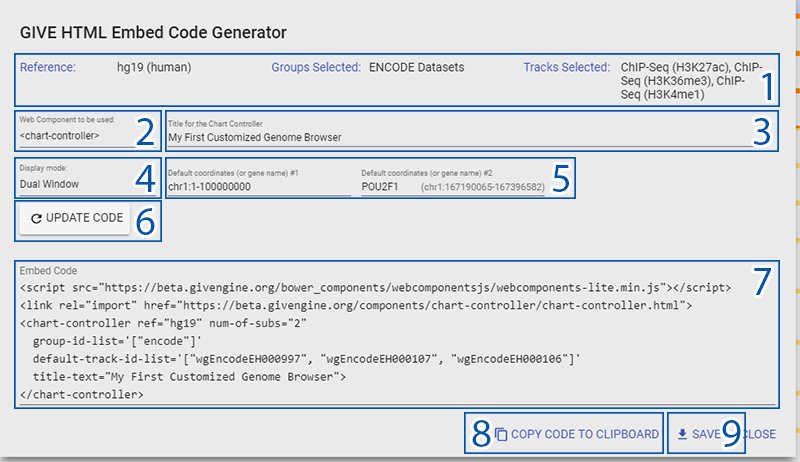 GIVE HTML Embed Code Generator
Reference: hg19 (human) Groups Selected: ENCODE Datasets Tracks Selected: ChIP-Seq (H3K27ac), ChIP-
Seq (H3K36me3), ChIP-
Seq (H3K4me1)
1
Web Component to be used:
<chart-controller>
2
Title for the Chart Controller
My First Customized Genome Browser
3
Display mode:
Dual Window
4
Default coordinates (or gene name) #1
chr1:1-100000000
Default coordinates (or gene name) #2
POU2F1 (chr1:167190065-167396582)
5
UPDATE CODE
6
Embed Code
7
<script src="https://beta.givengine.org/bower_components/webcomponentsjs/webcomponents-lite.min.js"></script>
<link rel="import" href="https://beta.givengine.org/components/chart-controller/chart-controller.html">
<chart-controller ref="hg19" num-of-subs="2"
group-id-list='["encode"]'
default-track-id-list='["wgEncodeEH000997", "wgEncodeEH000107", "wgEncodeEH000106"]'
title-text="My First Customized Genome Browser">
</chart-controller>
8 COPY CODE TO CLIPBOARD
SAVE 9 CLOSE